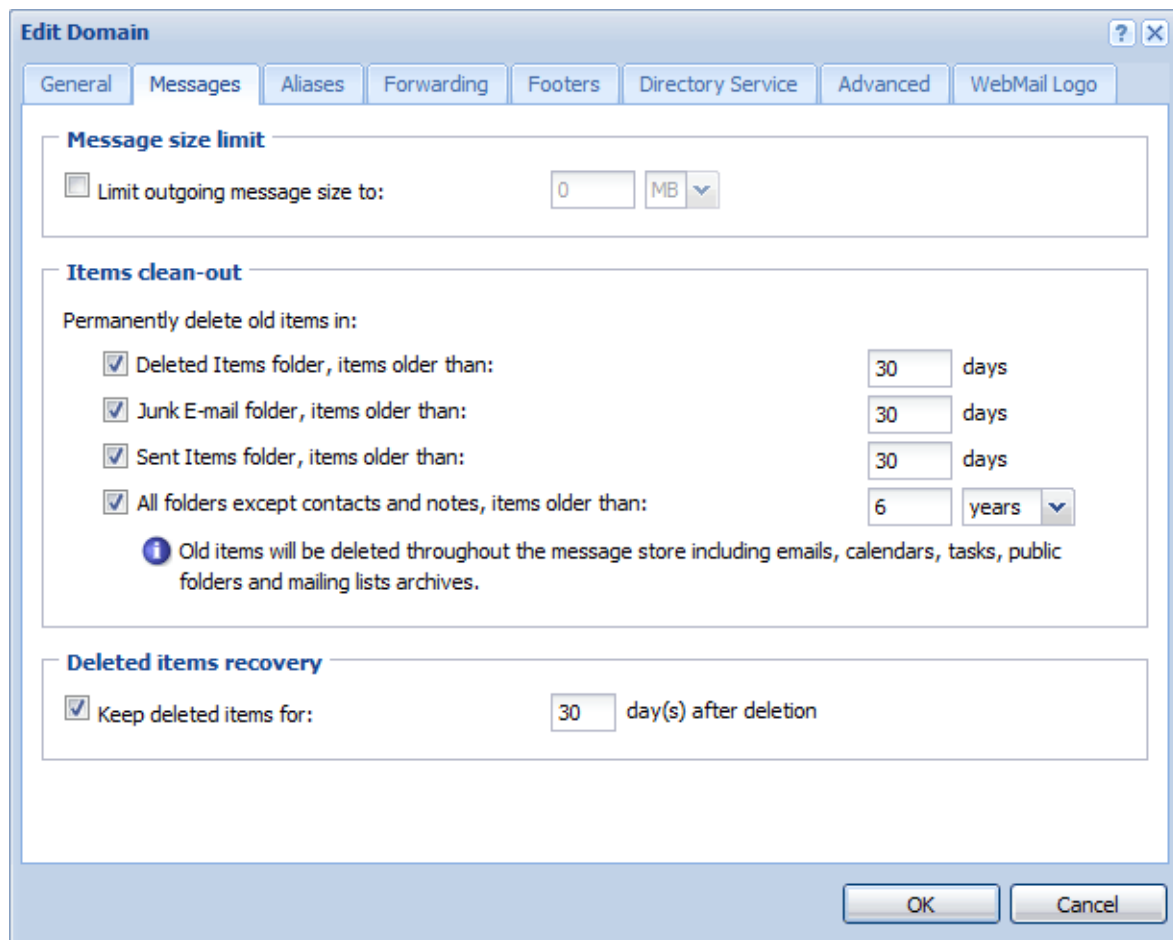 Edit Domain
General Messages Aliases Forwarding Footers Directory Service Advanced WebMail Logo
Message size limit
Limit outgoing message size to: 0 MB
Items clean-out
Permanently delete old items in:
Deleted Items folder, items older than: 30 days
Junk E-mail folder, items older than: 30 days
Sent Items folder, items older than: 30 days
All folders except contacts and notes, items older than: 6 years
Old items will be deleted throughout the message store including emails, calendars, tasks, public
folders and mailing lists archives.
Deleted items recovery
Keep deleted items for: 30 day(s) after deletion
OK Cancel